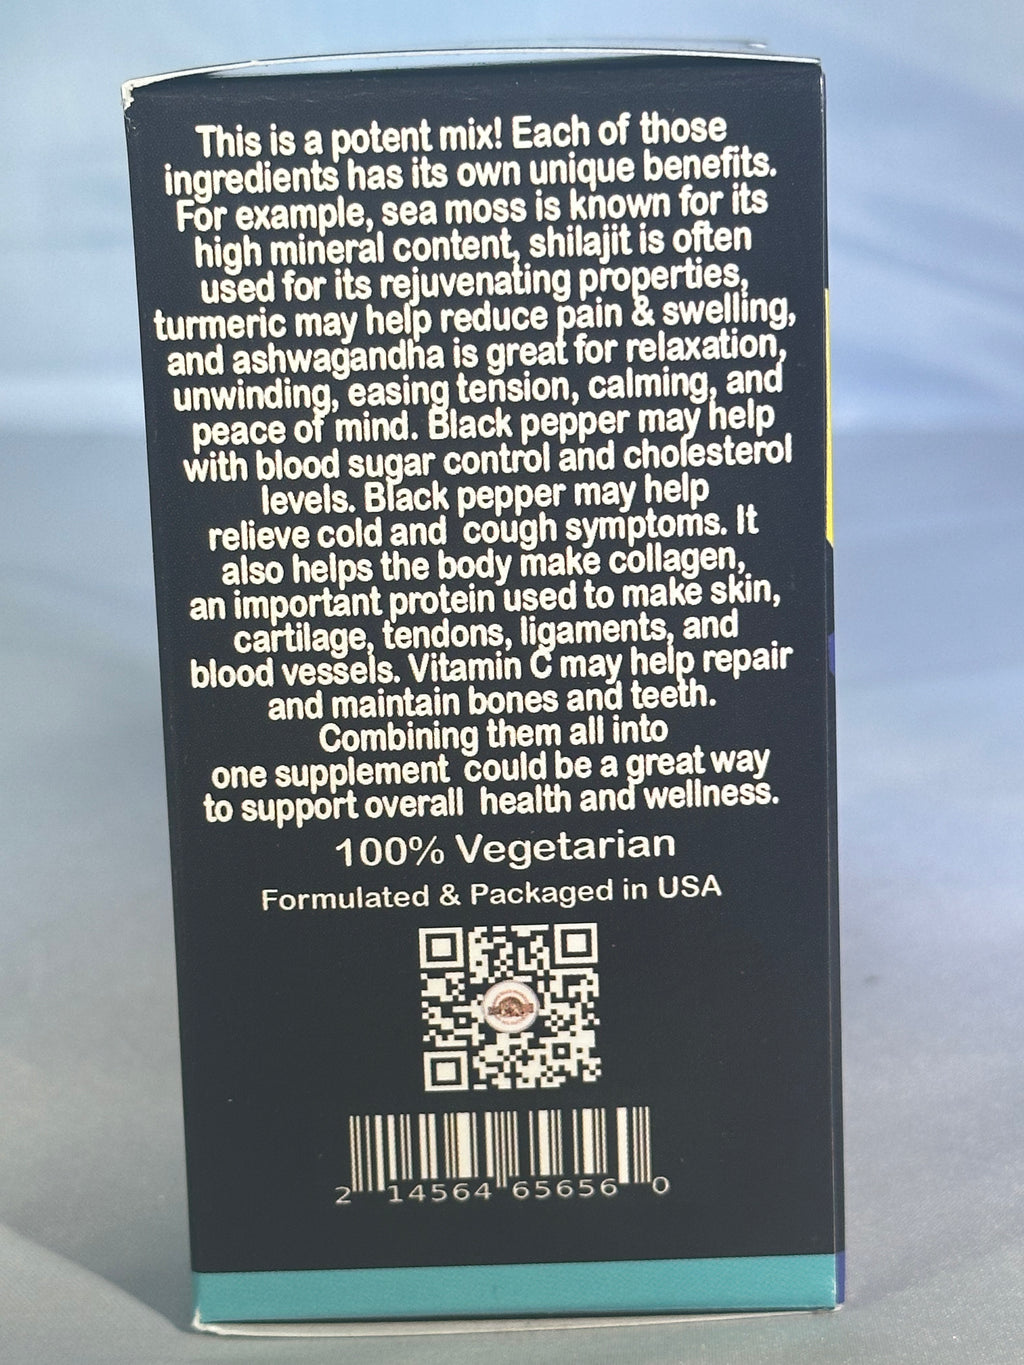 This is a potent mix! Each of those
ingredients has its own unique benefits.
For example, sea moss is known for its
high mineral content, shilajit is often
used for its rejuvenating properties,
turmeric may help reduce pain & swelling,
and ashwagandha is great for relaxation,
unwinding, easing tension, calming, and
peace of mind. Black pepper may help
with blood sugar control and cholesterol
levels. Black pepper may help
relieve cold and cough symptoms. It
also helps the body make collagen,
an important protein used to make skin,
cartilage, tendons, ligaments, and
blood vessels. Vitamin C may help repair
and maintain bones and teeth.
Combining them all into
one supplement could be a great way
to support overall health and wellness.
100% Vegetarian
Formulated & Packaged in USA
2 14564 65656 0